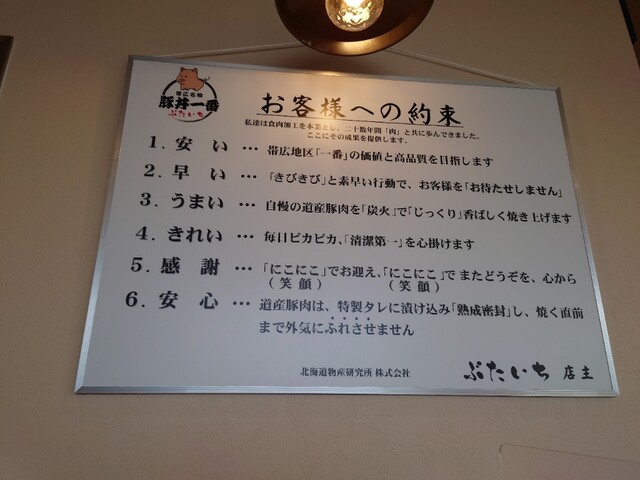 帯広名物
豚丼一番
ぶたいち
お客様への約束
私達は食肉加工を本業とし、二十数年間「肉」と共に歩んできました。
ここにその成果を提供します。
1. 安い … 帯広地区「一番」の価値と高品質を目指します
2. 早い … 「きびきび」と素早い行動で、お客様を「お待たせしません」
3. うまい … 自慢の道産豚肉を「炭火」で「じっくり」香ばしく焼き上げます
4. きれい … 毎日ピカピカ、「清潔第一」を心掛けます
5. 感謝 … 「にこにこ」でお迎え、「にこにこ」で またどうぞを、心から
(笑顔) (笑顔)
6. 安心 … 道産豚肉は、特製タレに漬け込み「熟成密封」し、焼く直前
まで外気にふれさせません
北海道物産研究所 株式会社
ぶたいち 店主